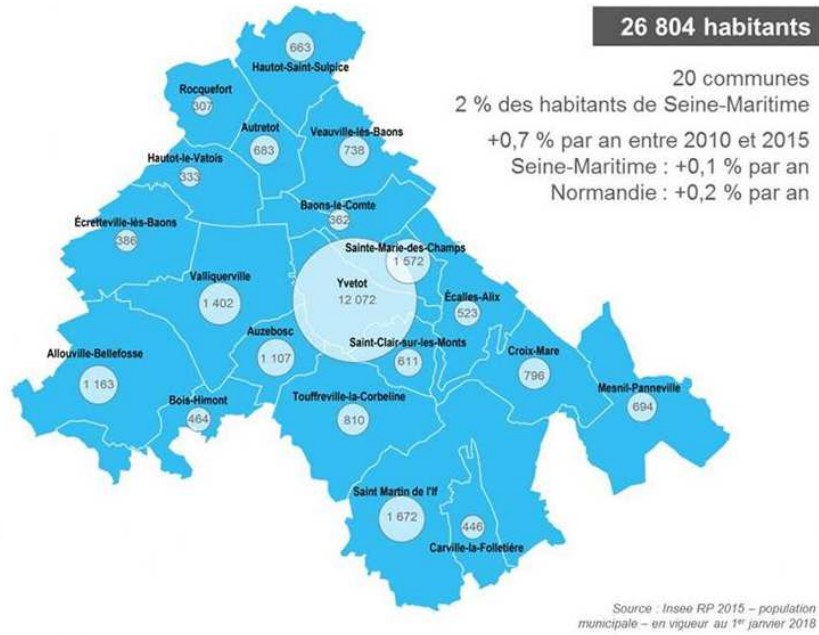 26 804 habitants
20 communes
2 % des habitants de Seine-Maritime
+0,7 % par an entre 2010 et 2015
Seine-Maritime : +0,1 % par an
Normandie : +0,2 % par an
663
Hautot-Saint-Sulpice
Rocquefort
307
Autretot
683
Veauville-lès-Baons
738
Hautot-le-Vatois
333
Baons-le-Comte
362
Écretteville-lès-Baons
386
Sainte-Marie-des-Champs
1 572
Valliquerville
1 402
Yvetot
12 072
Écalles-Alix
523
Auzebosc
1 107
Saint-Clair-sur-les-Monts
611
Croix-Mare
796
Allouville-Bellefosse
1 163
Mesnil-Panneville
694
Bois-Himont
464
Touffreville-la-Corbeline
810
Saint Martin de l'If
1 672
446
Carville-la-Folletière
Source : Insee RP 2015 – population
municipale – en vigueur au 1er janvier 2018